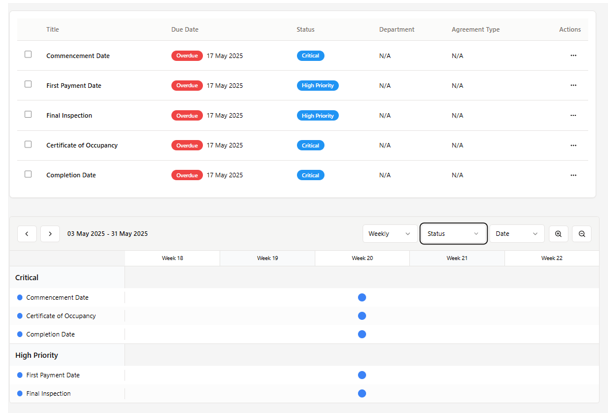 Title Due Date Status Department Agreement Type Actions
Commencement Date Overdue 17 May 2025 Critical N/A N/A ...
First Payment Date Overdue 17 May 2025 High Priority N/A N/A ...
Final Inspection Overdue 17 May 2025 High Priority N/A N/A ...
Certificate of Occupancy Overdue 17 May 2025 Critical N/A N/A ...
Completion Date Overdue 17 May 2025 Critical N/A N/A ...
03 May 2025 - 31 May 2025 Weekly Status Date
Week 18 Week 19 Week 20 Week 21 Week 22
Critical
Commencement Date
Certificate of Occupancy
Completion Date
High Priority
First Payment Date
Final Inspection